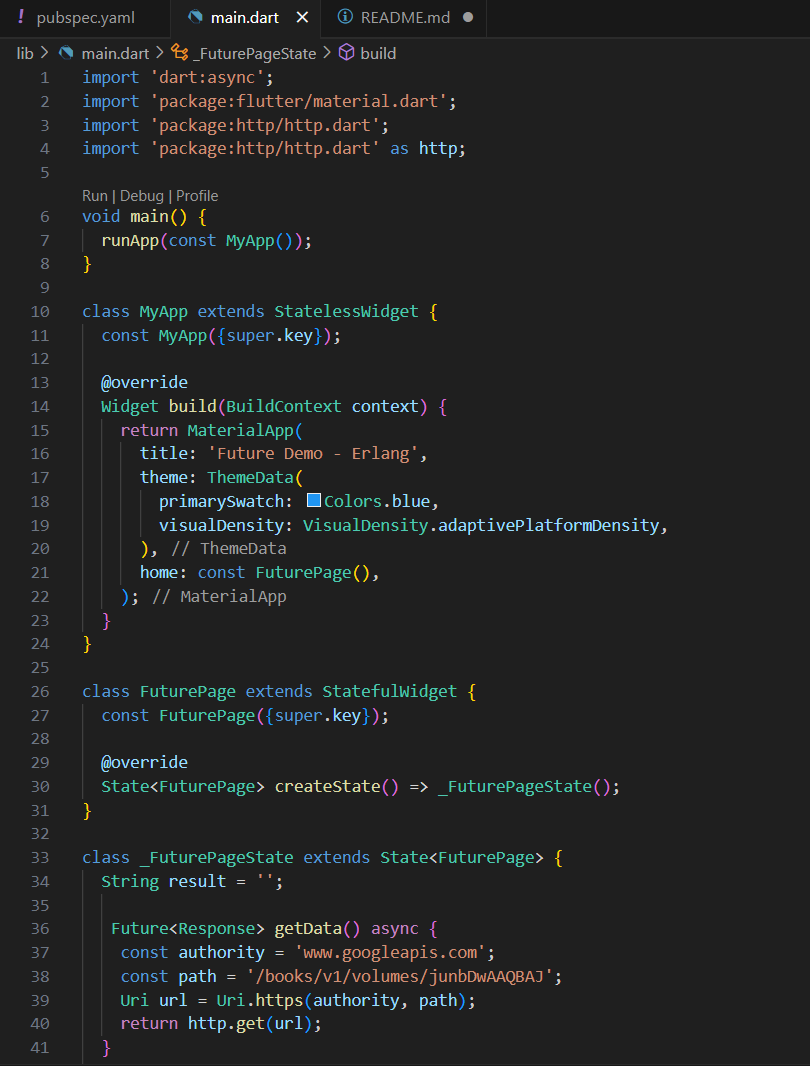 ! pubspec.yaml main.dart × README.md ●
lib > main.dart > _FuturePageState > build
1 import 'dart:async';
2 import 'package:flutter/material.dart';
3 import 'package:http/http.dart';
4 import 'package:http/http.dart' as http;
5
Run | Debug | Profile
6 void main() {
7   runApp(const MyApp());
8 }
9
10 class MyApp extends StatelessWidget {
11   const MyApp({super.key});
12
13   @override
14   Widget build(BuildContext context) {
15     return MaterialApp(
16       title: 'Future Demo - Erlang',
17       theme: ThemeData(
18         primarySwatch: Colors.blue,
19         visualDensity: VisualDensity.adaptivePlatformDensity,
20       ), // ThemeData
21       home: const FuturePage(),
22     ); // MaterialApp
23   }
24 }
25
26 class FuturePage extends StatefulWidget {
27   const FuturePage({super.key});
28
29   @override
30   State<FuturePage> createState() => _FuturePageState();
31 }
32
33 class _FuturePageState extends State<FuturePage> {
34   String result = '';
35
36    Future<Response> getData() async {
37     const authority = 'www.googleapis.com';
38     const path = '/books/v1/volumes/junbDwAAQBAJ';
39     Uri url = Uri.https(authority, path);
40     return http.get(url);
41   }